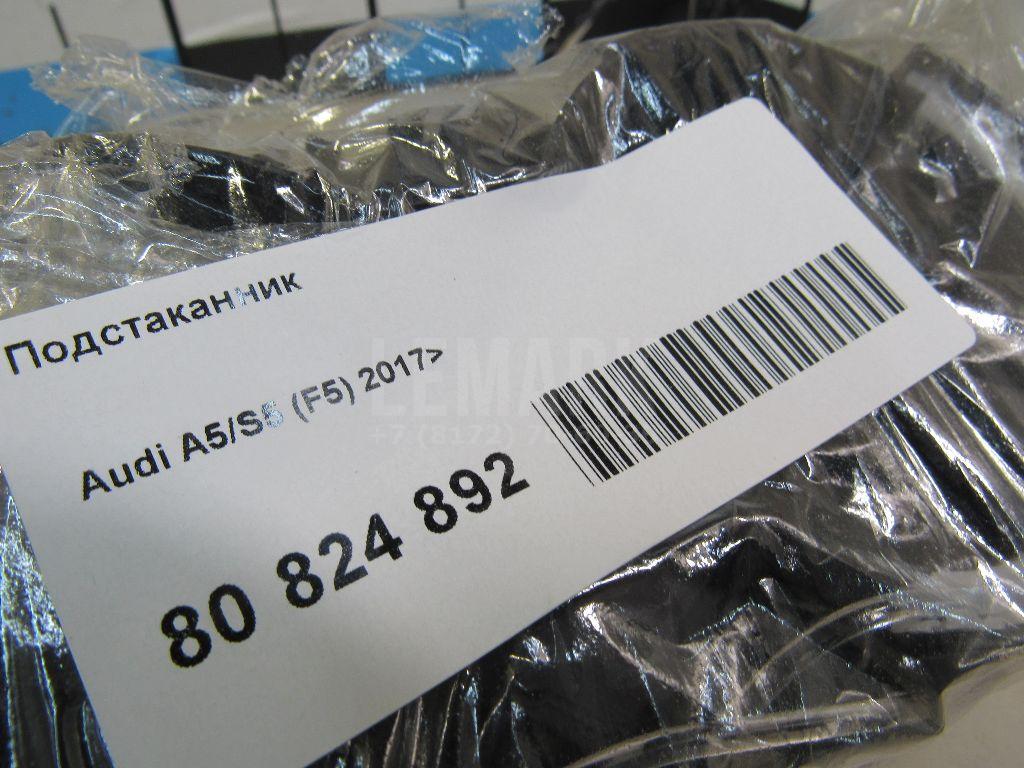 Подстаканник
Audi A5/S5 (F5) 2017>
80 824 892